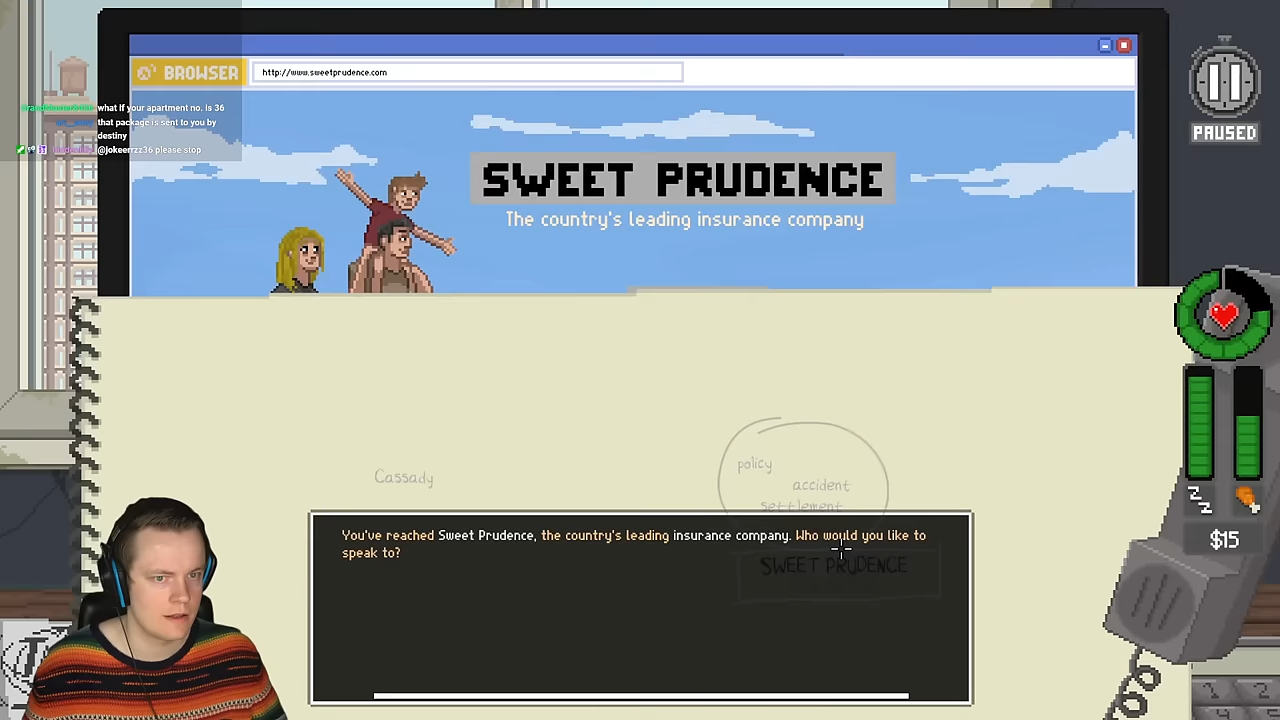 BROWSER
http://www.sweetprudence.com
PAUSED
what if your apartment no. is 36
that package is sent to you by
destiny
@jokeerrzz36 please stop
SWEET PRUDENCE
The country's leading insurance company
Cassady
policy
accident
settlement
You've reached Sweet Prudence, the country's leading insurance company. Who would you like to
speak to?
SWEET PRUDENCE
$15
1 2